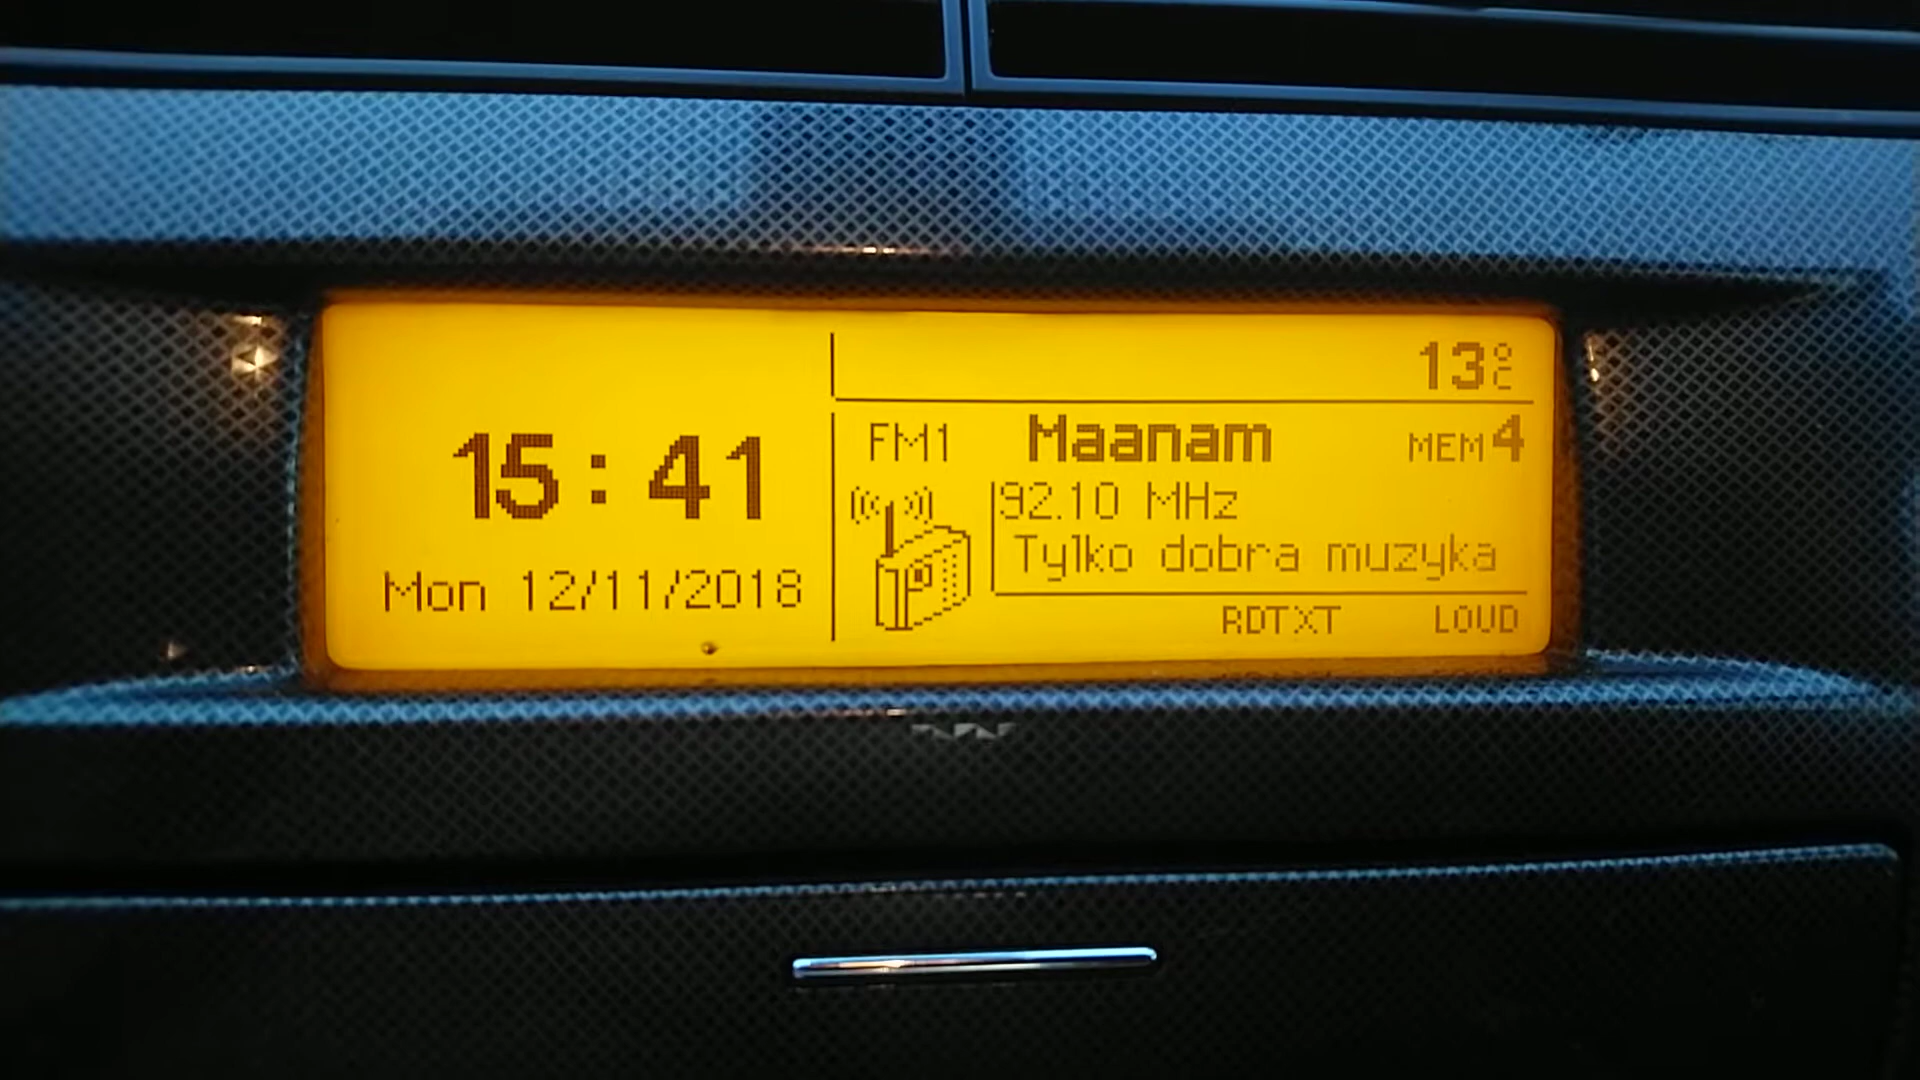 15:41
Mon 12/11/2018
13°C
FM1 Maanam MEM4
92.10 MHz
Tylko dobra muzyka
RDTXT LOUD